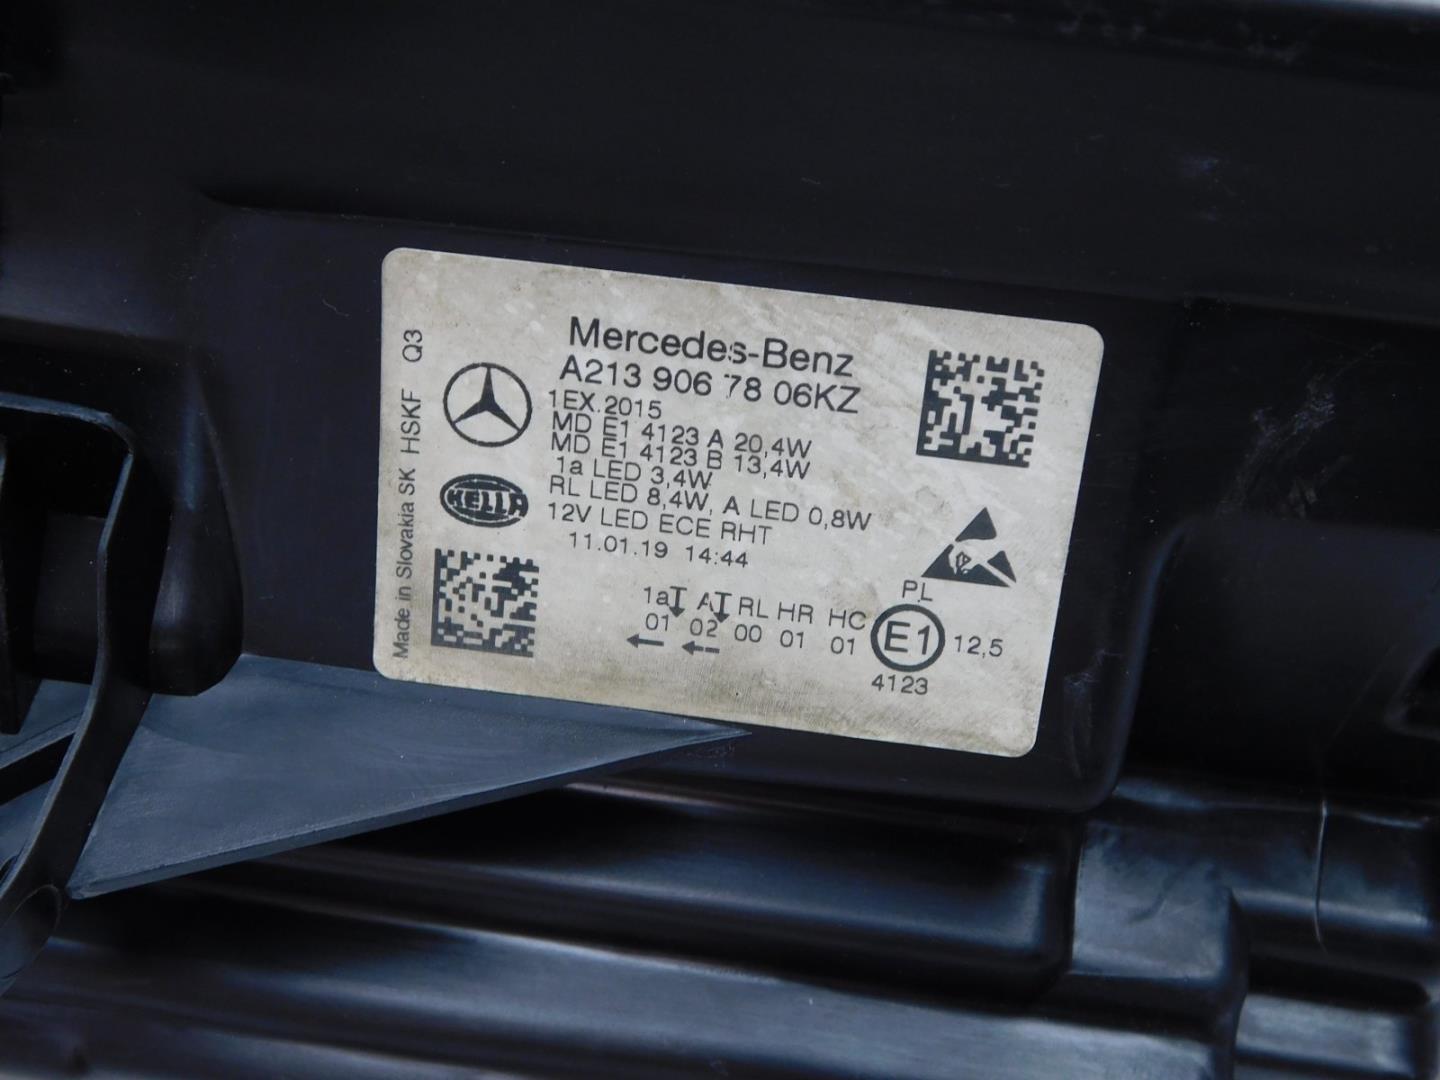 Mercedes-Benz
A213 906 78 06KZ
1EX.2015
MD E1 4123 A 20,4W
MD E1 4123 B 13,4W
1a LED 3,4W
RL LED 8,4W, A LED 0,8W
12V LED ECE RHT
11.01.19 14:44
HELLA
Made in Slovakia SK HSKF Q3
1a A RL HR HC PL
01 02 00 01 01 E1 12,5
4123